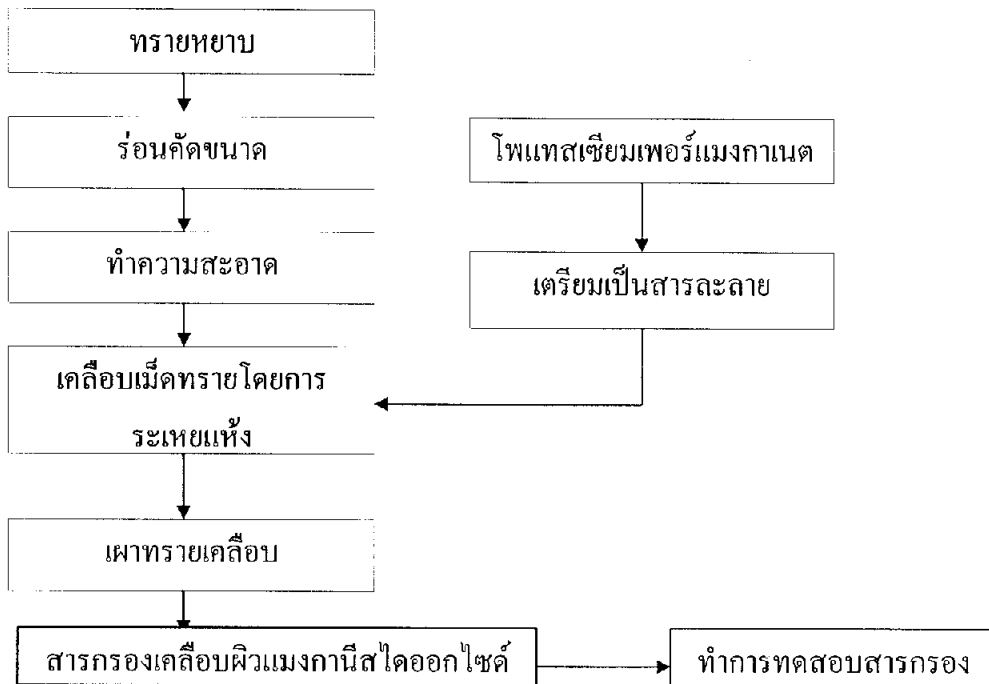 ทรายหยาบ
ร่อนคัดขนาด
โพแทสเซียมเพอร์แมงกาเนต
ทำความสะอาด
เตรียมเป็นสารละลาย
เคลือบเม็ดทรายโดยการ
ระเหยแห้ง
เผาทรายเคลือบ
สารกรองเคลือบผิวแมงกานีสไดออกไซด์
ทำการทดสอบสารกรอง